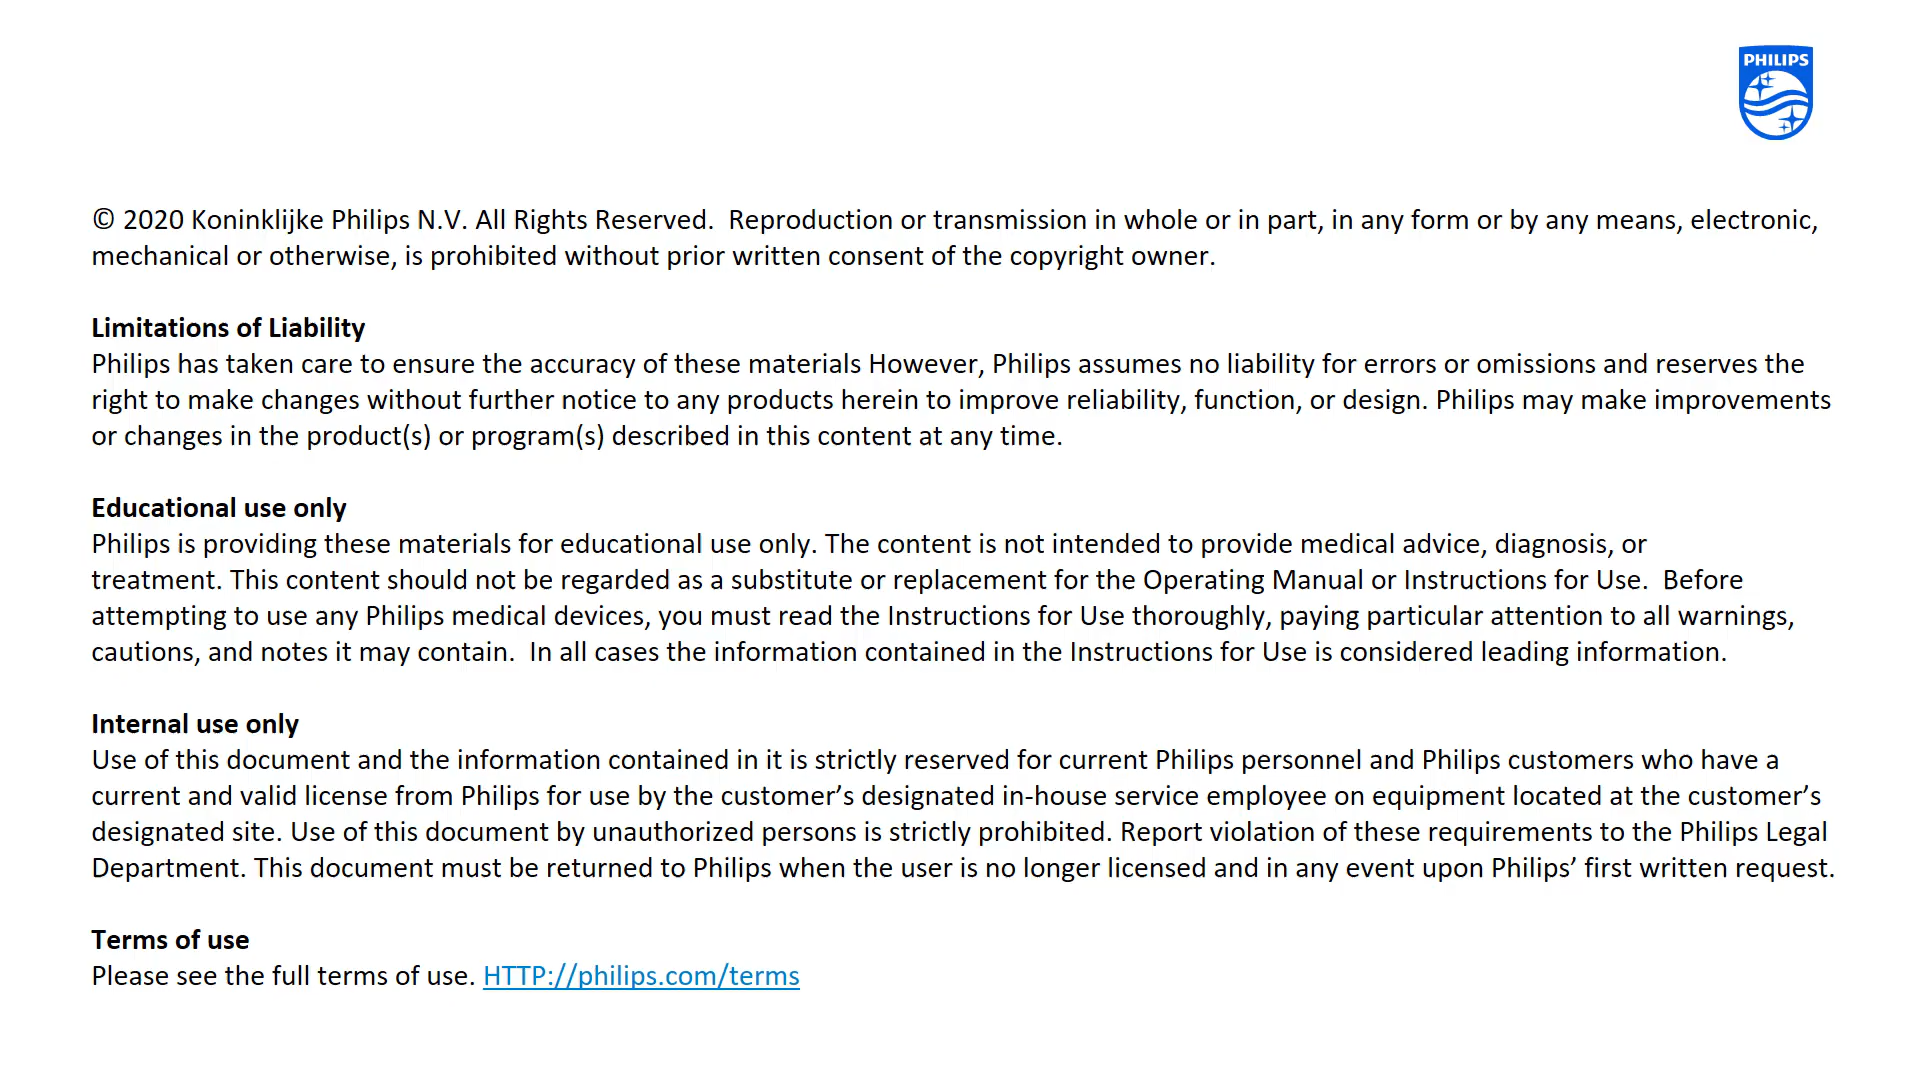 PHILIPS
© 2020 Koninklijke Philips N.V. All Rights Reserved.  Reproduction or transmission in whole or in part, in any form or by any means, electronic,
mechanical or otherwise, is prohibited without prior written consent of the copyright owner.
Limitations of Liability
Philips has taken care to ensure the accuracy of these materials However, Philips assumes no liability for errors or omissions and reserves the
right to make changes without further notice to any products herein to improve reliability, function, or design. Philips may make improvements
or changes in the product(s) or program(s) described in this content at any time.
Educational use only
Philips is providing these materials for educational use only. The content is not intended to provide medical advice, diagnosis, or
treatment. This content should not be regarded as a substitute or replacement for the Operating Manual or Instructions for Use.  Before
attempting to use any Philips medical devices, you must read the Instructions for Use thoroughly, paying particular attention to all warnings,
cautions, and notes it may contain.  In all cases the information contained in the Instructions for Use is considered leading information.
Internal use only
Use of this document and the information contained in it is strictly reserved for current Philips personnel and Philips customers who have a
current and valid license from Philips for use by the customer’s designated in-house service employee on equipment located at the customer’s
designated site. Use of this document by unauthorized persons is strictly prohibited. Report violation of these requirements to the Philips Legal
Department. This document must be returned to Philips when the user is no longer licensed and in any event upon Philips’ first written request.
Terms of use
Please see the full terms of use. HTTP://philips.com/terms